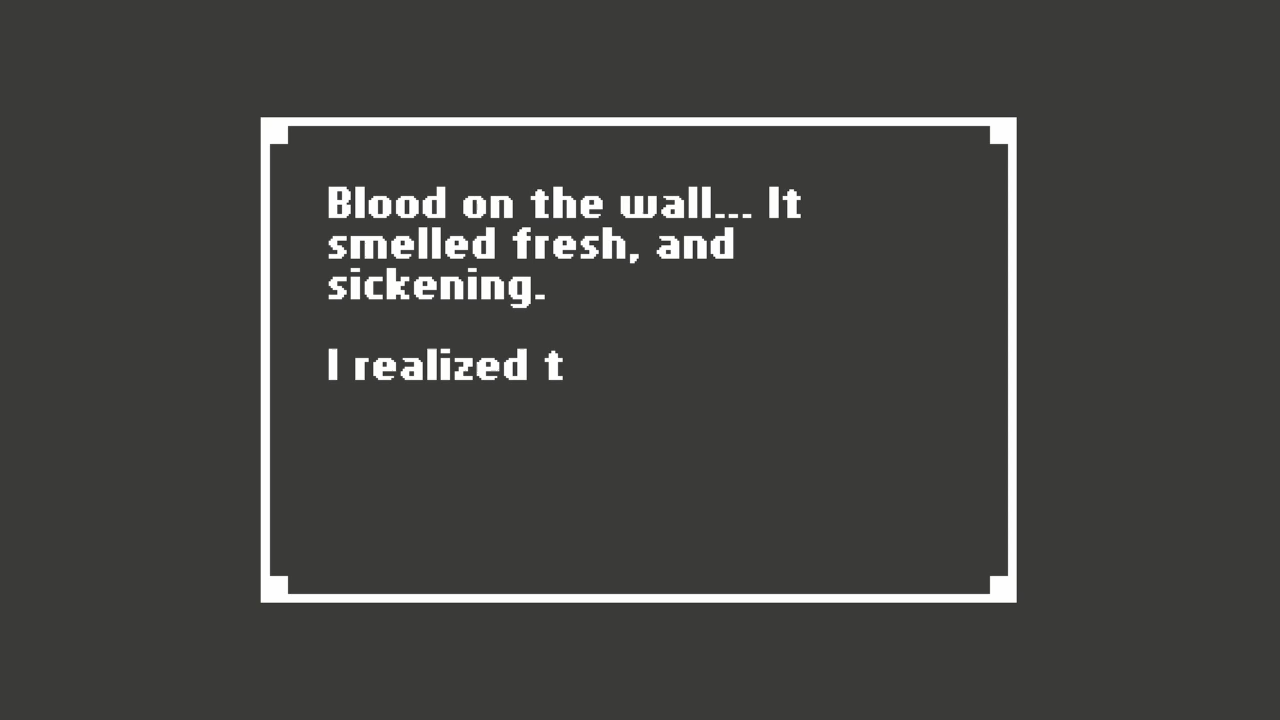 Blood on the wall... It
smelled fresh, and
sickening.
I realized t